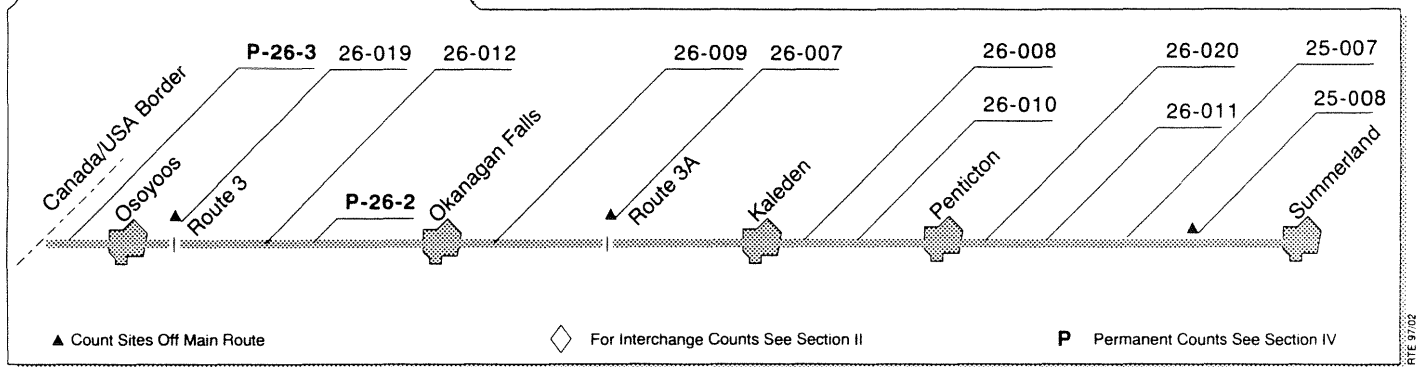 P-26-3
26-019
26-012
26-009
26-007
26-008
26-020
25-007
26-010
26-011
25-008
Canada/USA Border
Osoyoos
Route 3
P-26-2
Okanagan Falls
Route 3A
Kaleden
Penticton
Summerland
▲ Count Sites Off Main Route
For Interchange Counts See Section II
P Permanent Counts See Section IV
RTE 97/02